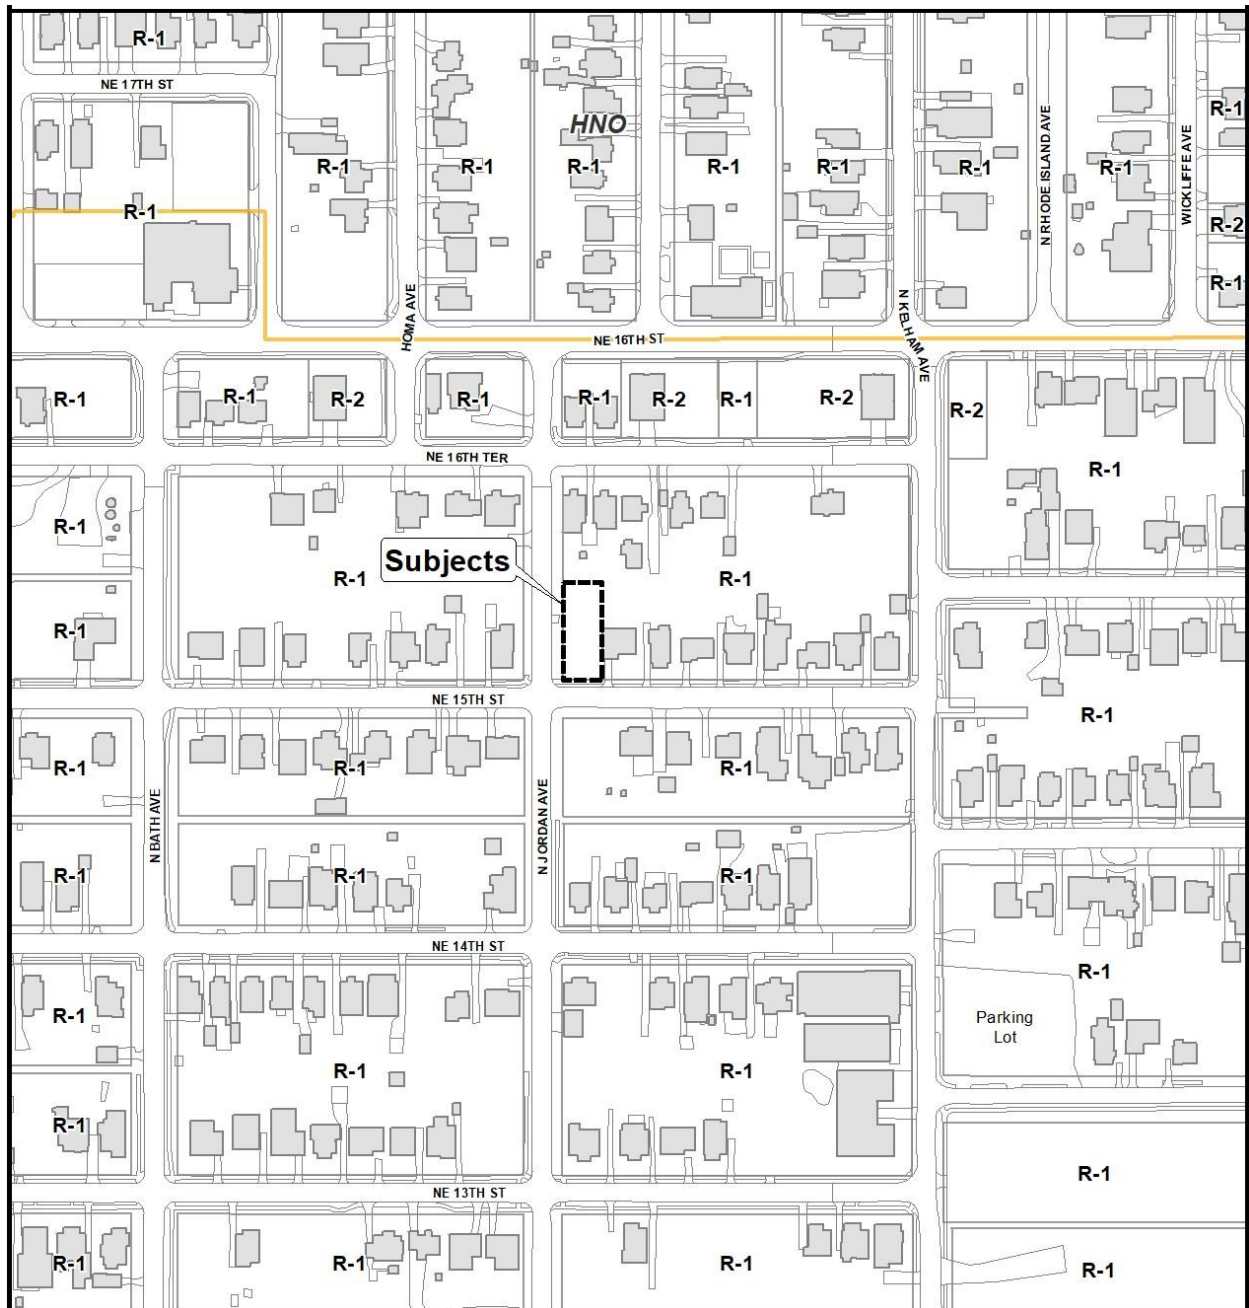 R-1
NE 17TH ST
HNO
R-1
R-1
R-1
R-1
R-1
R-1
R-1
R-1
N RHODE ISLAND AVE
WICKLIFFE AVE
R-1
R-2
R-1
HOMA AVE
N KELHAM AVE
NE 16TH ST
R-1
R-1
R-2
R-1
R-1
R-2
R-1
R-2
R-2
NE 16TH TER
R-1
R-1
Subjects
R-1
R-1
R-1
NE 15TH ST
R-1
R-1
R-1
R-1
N BATH AVE
N JORDAN AVE
R-1
R-1
R-1
NE 14TH ST
R-1
R-1
Parking
Lot
R-1
R-1
R-1
R-1
NE 13TH ST
R-1
R-1
R-1
R-1
R-1